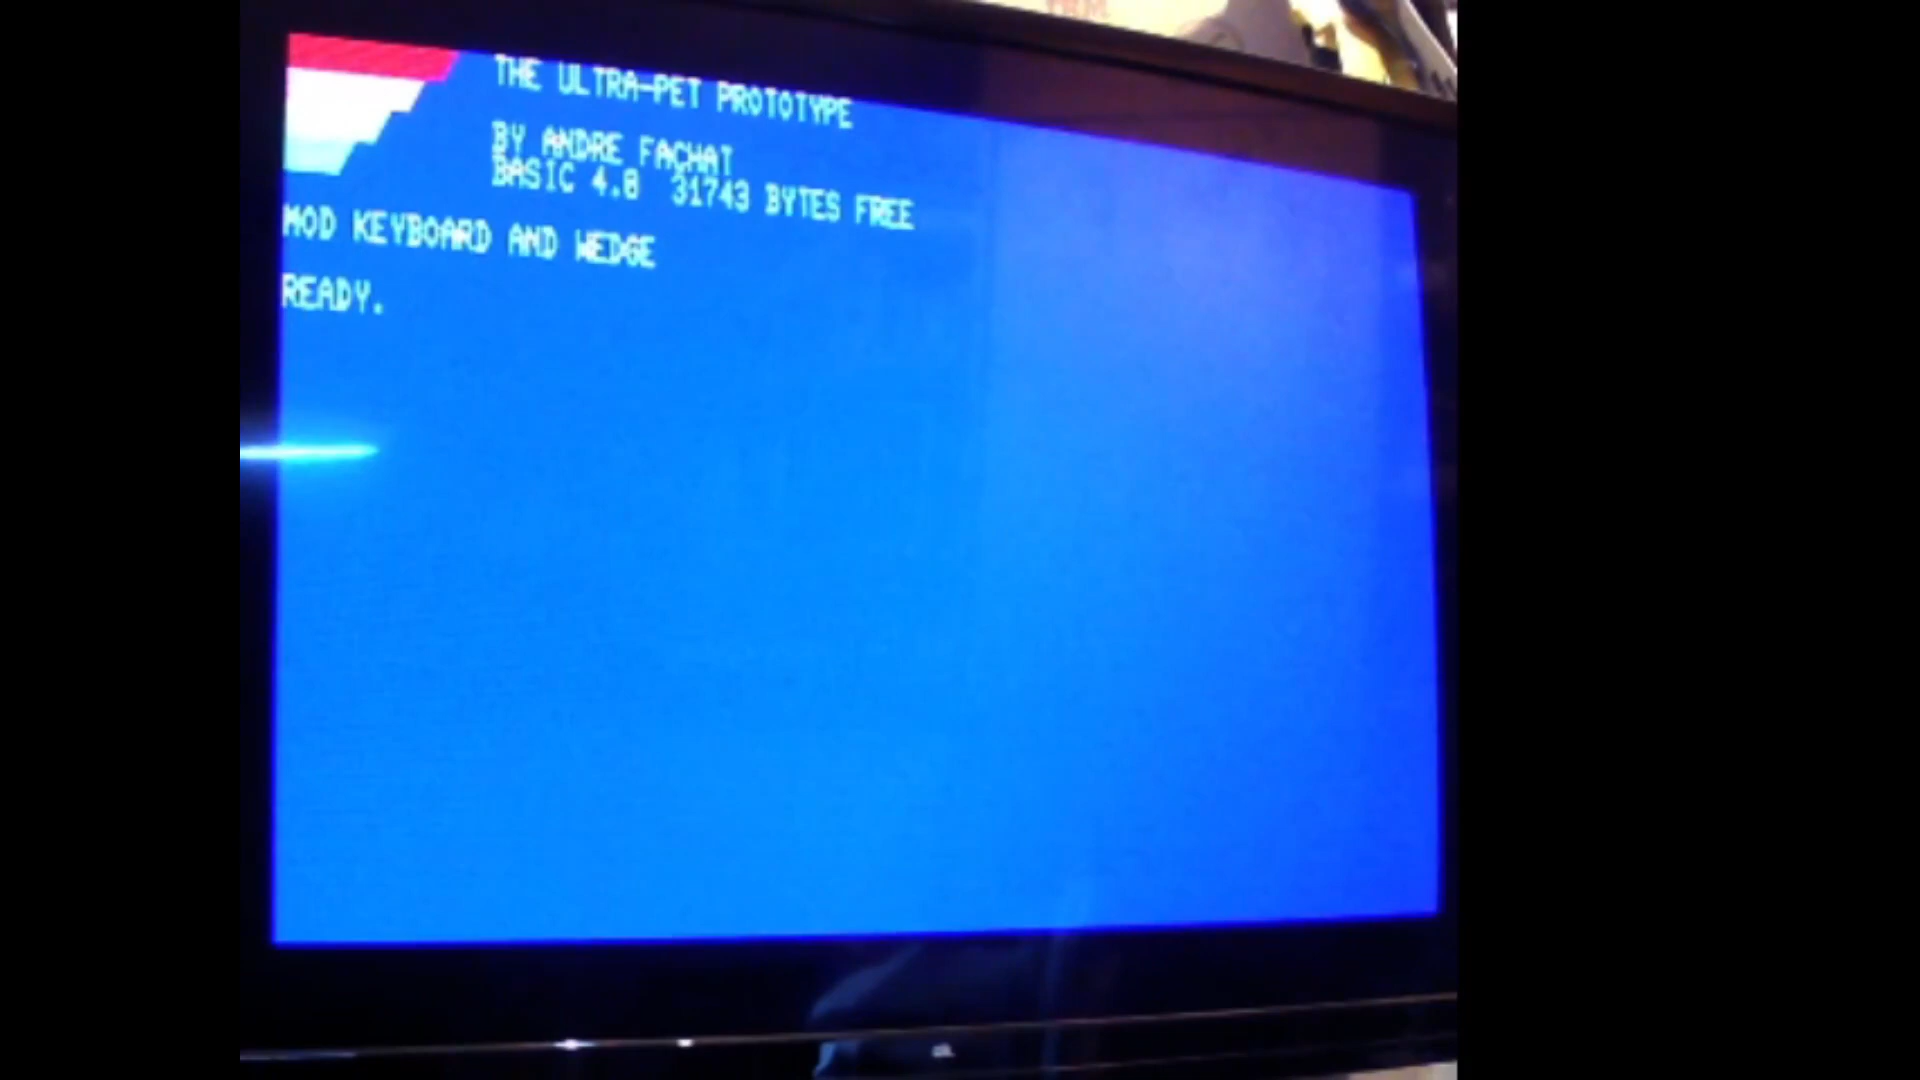 THE ULTRA-PET PROTOTYPE
BY ANDRE FACHAT
BASIC 4.0  31743 BYTES FREE
MOD KEYBOARD AND WEDGE
READY.